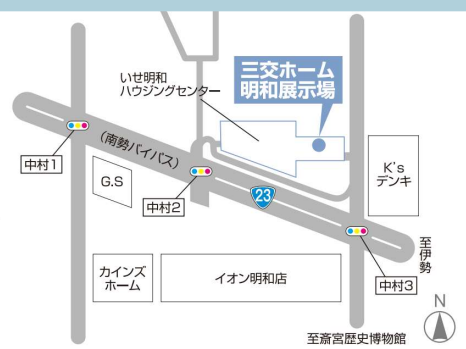 いせ明和
ハウジングセンター
三交ホーム
明和展示場
(南勢バイパス)
中村1
G.S
中村2
23
K's
デンキ
カインズ
ホーム
イオン明和店
中村3
至伊勢
至斎宮歴史博物館
N